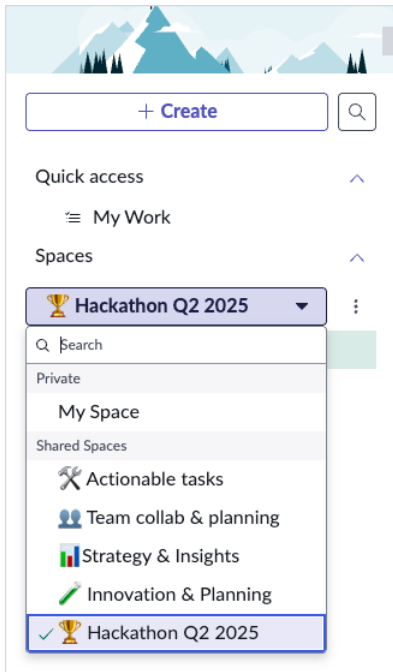 + Create
Quick access
My Work
Spaces
🏆 Hackathon Q2 2025
Search
Private
My Space
Shared Spaces
🛠️ Actionable tasks
👥 Team collab & planning
📊 Strategy & Insights
🧪 Innovation & Planning
✓ 🏆 Hackathon Q2 2025